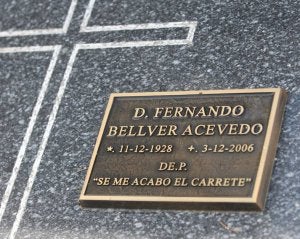 D. FERNANDO
BELLVER ACEVEDO
*. 11-12-1928 +. 3-12-2006
DE.P.
"SE ME ACABO EL CARRETE"